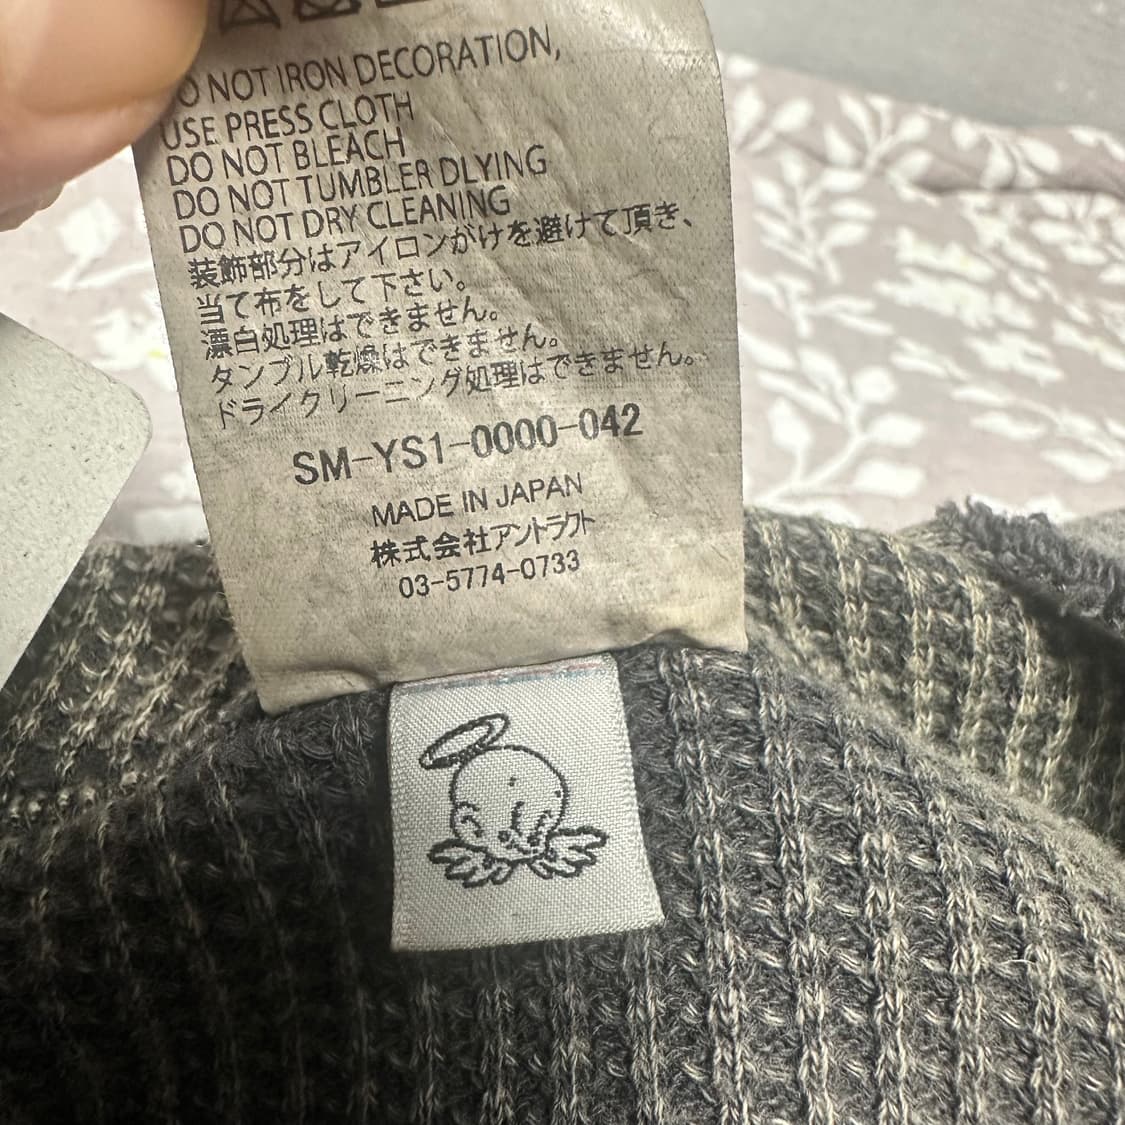 DO NOT IRON DECORATION,
USE PRESS CLOTH
DO NOT BLEACH
DO NOT TUMBLER DLYING
DO NOT DRY CLEANING
装飾部分はアイロンがけを避けて頂き、
当て布をして下さい。
漂白処理はできません。
タンブル乾燥はできません。
ドライクリーニング処理はできません。
SM-YS1-0000-042
MADE IN JAPAN
株式会社アントラクト
03-5774-0733